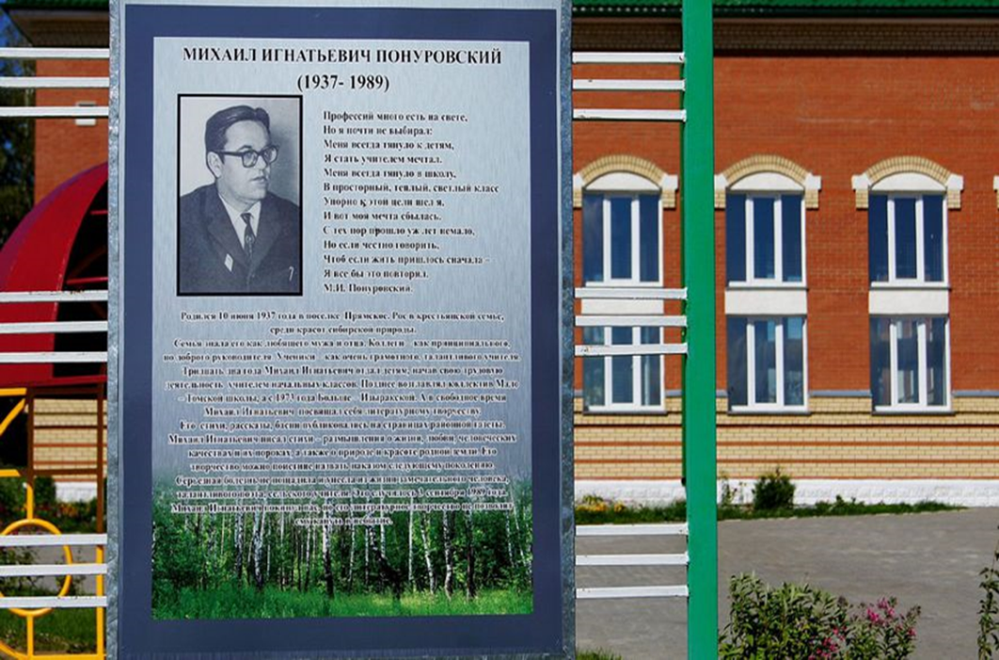 МИХАИЛ ИГНАТЬЕВИЧ ПОНУРОВСКИЙ
(1937- 1989)
Профессий много есть на свете,
Но я почти не выбирал:
Меня всегда тянуло к детям,
Я стать учителем мечтал.
Меня всегда тянуло в школу,
В просторный, теплый, светлый класс
Упорно к этой цели шел я,
И вот моя мечта сбылась.
С тех пор прошло уж лет немало,
Но если честно говорить,
Чтоб если жить пришлось сначала –
Я все бы это повторил.
М.И. Понуровский.
Родился 10 июня 1937 года в поселке Прямское. Рос в крестьянской семье,
среди красот сибирской природы.
Семья знала его как любящего мужа и отца. Коллеги – как принципиального,
но доброго руководителя. Ученики – как очень грамотного, талантливого учителя
Тридцать два года Михаил Игнатьевич отдал детям, начав свою трудовую
деятельность учителем начальных классов. Позднее возглавлял коллектив Мало
– Томской школы, а с 1973 года Больше – Изыракской. А в свободное время
Михаил Игнатьевич посвящал себя литературному творчеству.
Его стихи, рассказы, басни публиковались на страницах районной газеты.
Михаил Игнатьевич писал стихи – размышления о жизни, любви, человеческих
качествах и их пороках, а также о природе и красоте родной земли. Его
творчество можно поистине назвать наказом следующему поколению.
Серьезная болезнь не пощадила и унесла из жизни замечательного человека,
талантливого поэта, сельского учителя. Это случилось 3 сентября 1989 года.
Михаил Игнатьевич покинул нас, но его литературное творчество не позволит
ему кануть в небытие.